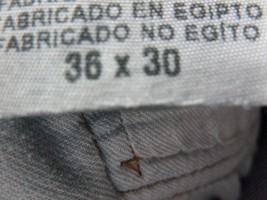 FABRICADO EN EGIPTO
FABRICADO NO EGITO
36 x 30